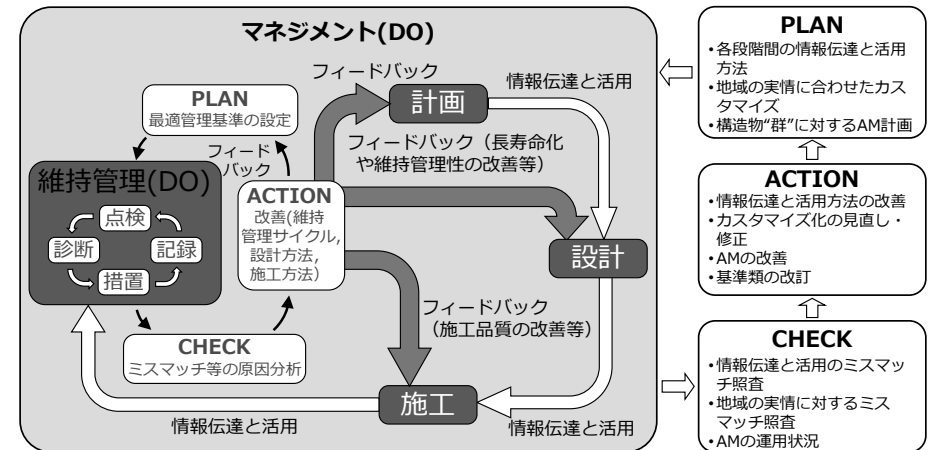 マネジメント(DO)
フィードバック
情報伝達と活用
計画
PLAN
最適管理基準の設定
フィード
バック
フィードバック（長寿命化
や維持管理性の改善等）
維持管理(DO)
点検
診断
記録
措置
ACTION
改善(維持
管理サイクル,
設計方法,
施工方法)
設計
フィードバック
（施工品質の改善等）
CHECK
ミスマッチ等の原因分析
施工
情報伝達と活用
情報伝達と活用
PLAN
•各段階間の情報伝達と活用
方法
•地域の実情に合わせたカス
タマイズ
•構造物“群”に対するAM計画
ACTION
•情報伝達と活用方法の改善
•カスタマイズ化の見直し・
修正
•AMの改善
•基準類の改訂
CHECK
•情報伝達と活用のミスマッ
チ照査
•地域の実情に対するミス
マッチ照査
•AMの運用状況